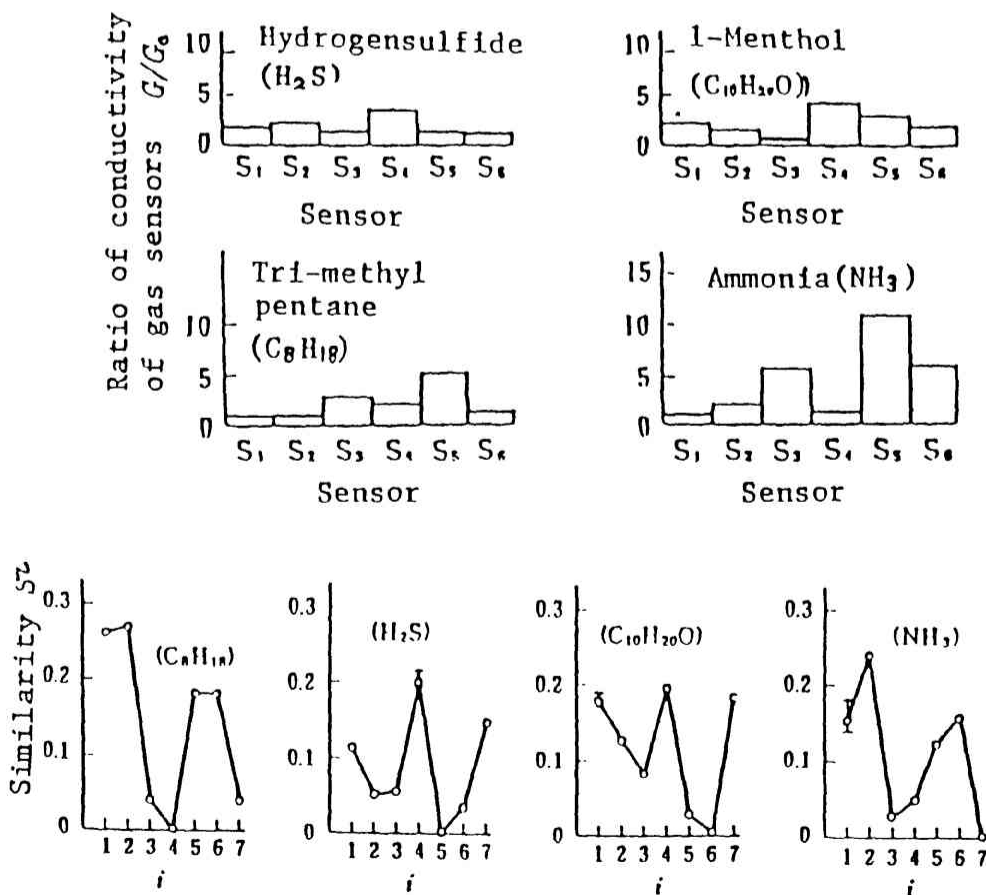 Ratio of conductivity
of gas sensors G/G₀
10
5
0
Hydrogensulfide
(H₂S)
S₁ S₂ S₃ S₄ S₅ S₆
Sensor
10
5
0
1-Menthol
(C₁₀H₂₀O)
S₁ S₂ S₃ S₄ S₅ S₆
Sensor
10
5
0
Tri-methyl
pentane
(C₈H₁₈)
S₁ S₂ S₃ S₄ S₅ S₆
Sensor
15
10
5
0
Ammonia(NH₃)
S₁ S₂ S₃ S₄ S₅ S₆
Sensor
Similarity
0.3
0.2
0.1
0
(C₈H₁₈)
1 2 3 4 5 6 7
i
0.3
0.2
0.1
0
(H₂S)
1 2 3 4 5 6 7
i
0.3
0.2
0.1
0
(C₁₀H₂₀O)
1 2 3 4 5 6 7
i
0.3
0.2
0.1
0
(NH₃)
1 2 3 4 5 6 7
i